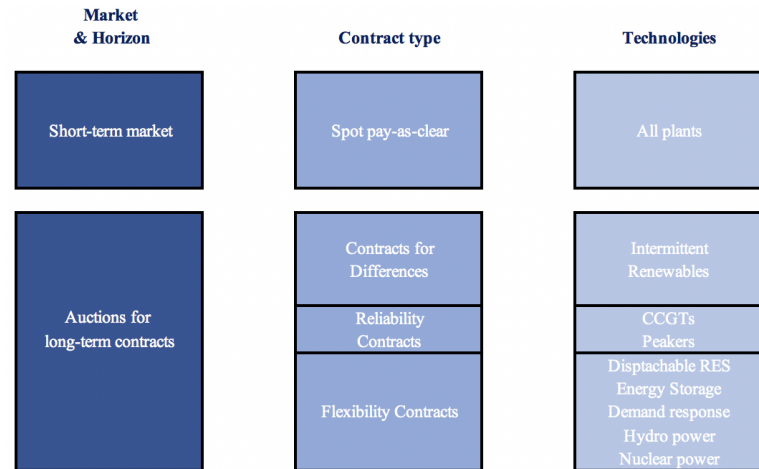 Market
& Horizon
Contract type
Technologies
Short-term market
Spot pay-as-clear
All plants
Auctions for
long-term contracts
Contracts for
Differences
Intermittent
Renewables
Reliability
Contracts
CCGTs
Peakers
Flexibility Contracts
Disptachable RES
Energy Storage
Demand response
Hydro power
Nuclear power